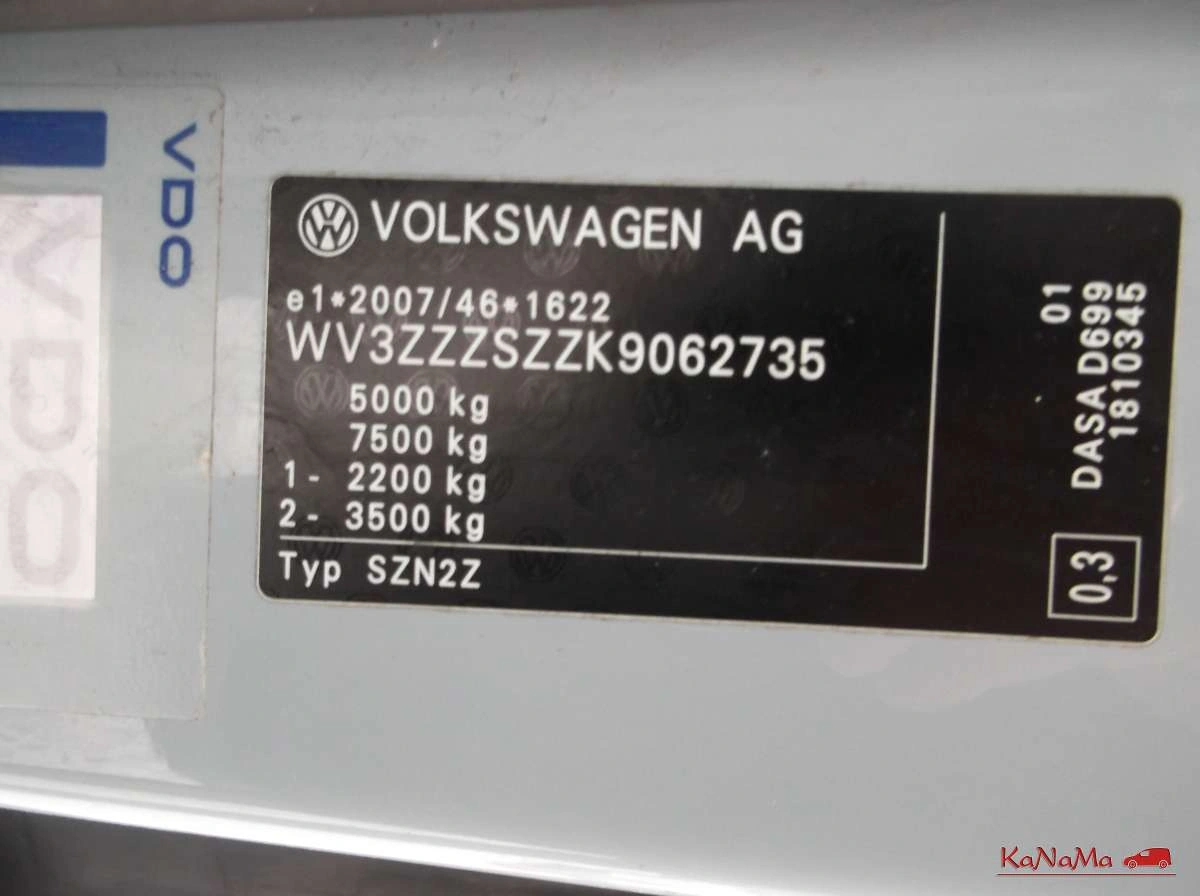 VDO
VDO
VOLKSWAGEN AG
e1*2007/46*1622
WV3ZZZSZZK9062735
5000 kg
7500 kg
1- 2200 kg
2- 3500 kg
Typ SZN2Z
01
DASA D699
1810345
0,3
KaNaMa